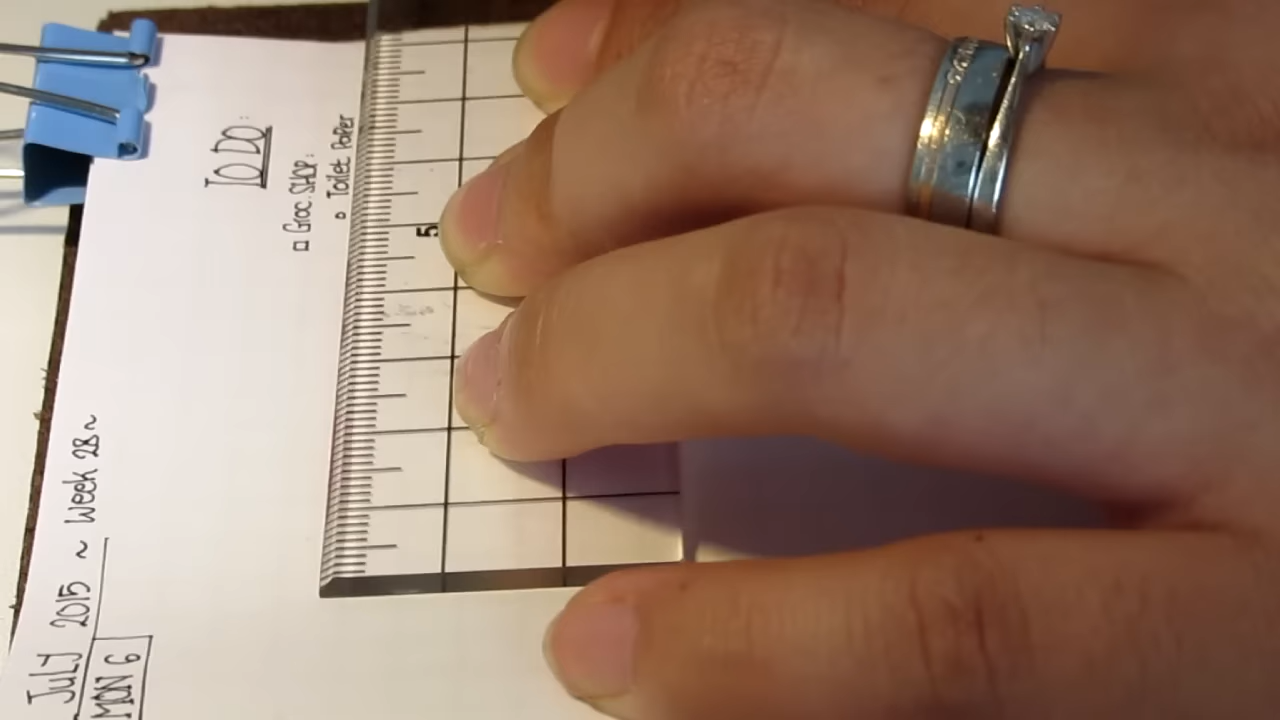 JULY 2015 ~ Week 28 ~
MON 6
TO DO:
Groc. SHOP:
Toilet Paper
5